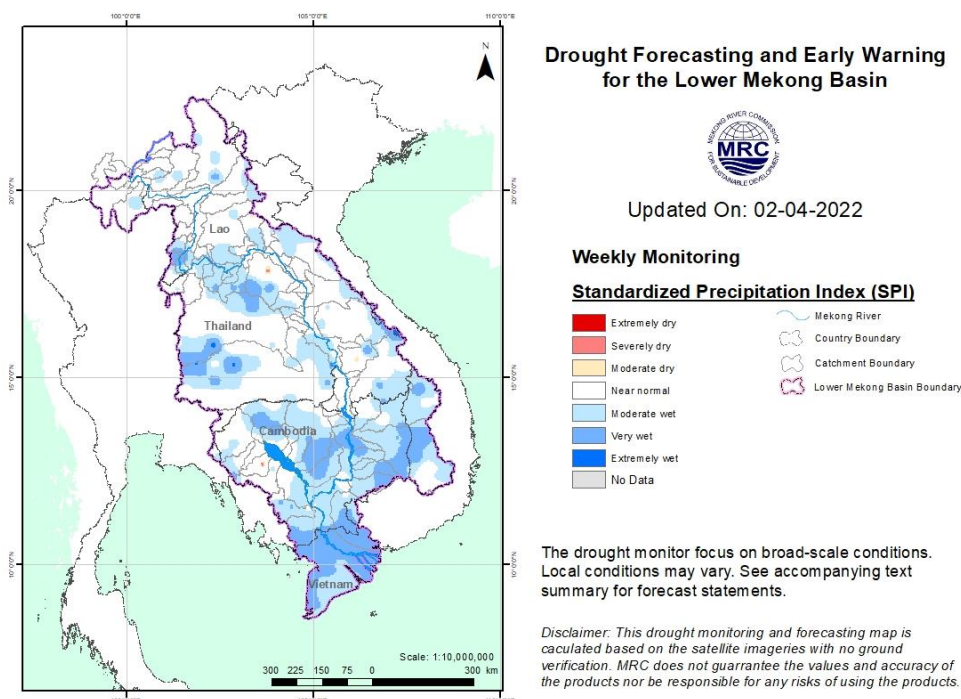 100°0'0"E 105°0'0"E 110°0'0"E
N
20°0'0"N 20°0'0"N
Lao
Thailand
15°0'0"N 15°0'0"N
Cambodia
10°0'0"N 10°0'0"N
Vietnam
Scale: 1:10,000,000
300 225 150 75 0 300 km
Drought Forecasting and Early Warning
for the Lower Mekong Basin
MEKONG RIVER COMMISSION
MRC
FOR SUSTAINABLE DEVELOPMENT
Updated On: 02-04-2022
Weekly Monitoring
Standardized Precipitation Index (SPI)
Extremely dry
Severely dry
Moderate dry
Near normal
Moderate wet
Very wet
Extremely wet
No Data
Mekong River
Country Boundary
Catchment Boundary
Lower Mekong Basin Boundary
The drought monitor focus on broad-scale conditions.
Local conditions may vary. See accompanying text
summary for forecast statements.
Disclaimer: This drought monitoring and forecasting map is
caculated based on the satellite imageries with no ground
verification. MRC does not guarrantee the values and accuracy of
the products nor be responsible for any risks of using the products.